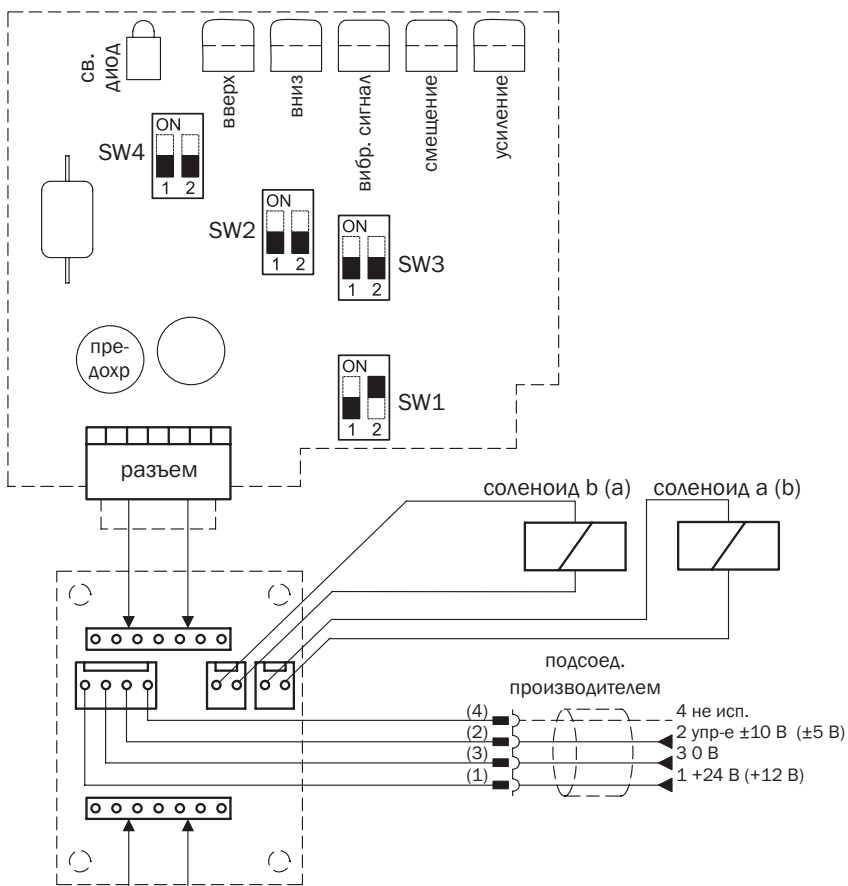 св.
диод
вверх
вниз
вибр. сигнал
смещение
усиление
ON
SW4
1 2
ON
SW2
1 2
ON
SW3
1 2
пре-
дохр
ON
SW1
1 2
разъем
соленоид b (a)
соленоид a (b)
подсоед.
производителем
(4)
4 не исп.
(2)
2 упр-е ±10 В (±5 В)
(3)
3 0 В
(1)
1 +24 В (+12 В)